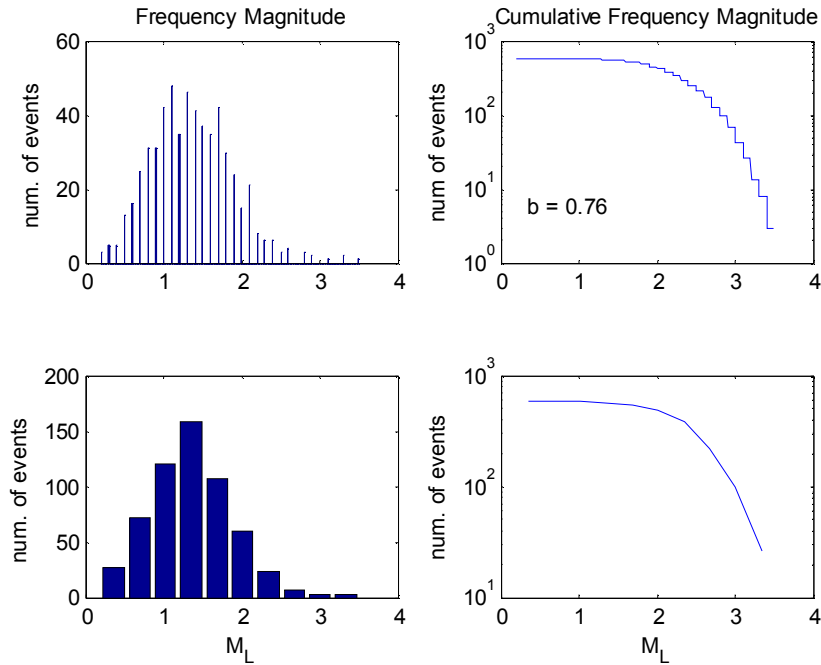 Frequency Magnitude
num. of events
60
40
20
0
0 1 2 3 4
Cumulative Frequency Magnitude
num of events
10^3
10^2
10^1
10^0
b = 0.76
0 1 2 3 4
num. of events
200
150
100
50
0
0 1 2 3 4
M_L
num. of events
10^3
10^2
10^1
0 1 2 3 4
M_L